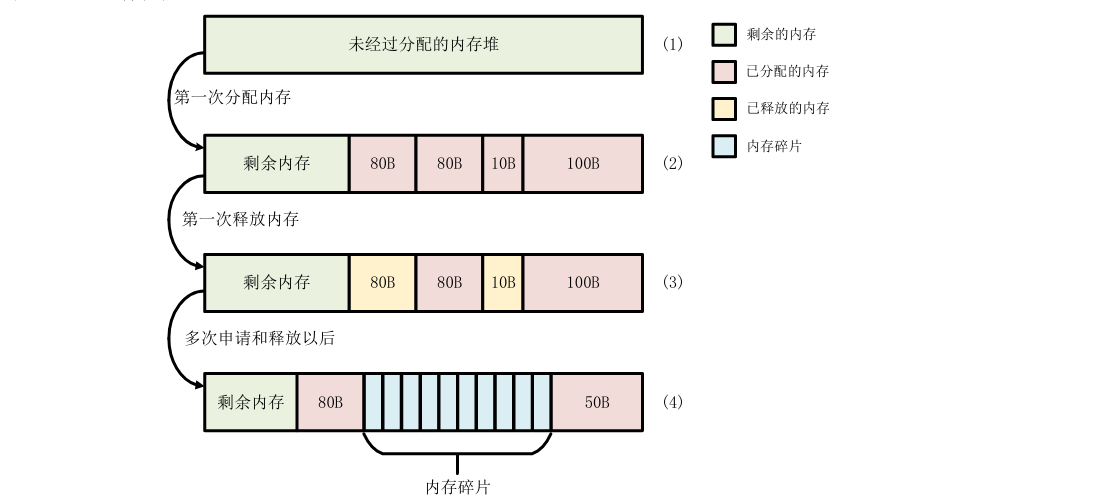 未经过分配的内存堆
(1)
剩余的内存
已分配的内存
已释放的内存
内存碎片
第一次分配内存
剩余内存 80B 80B 10B 100B
(2)
第一次释放内存
剩余内存 80B 80B 10B 100B
(3)
多次申请和释放以后
剩余内存 80B 50B
(4)
内存碎片